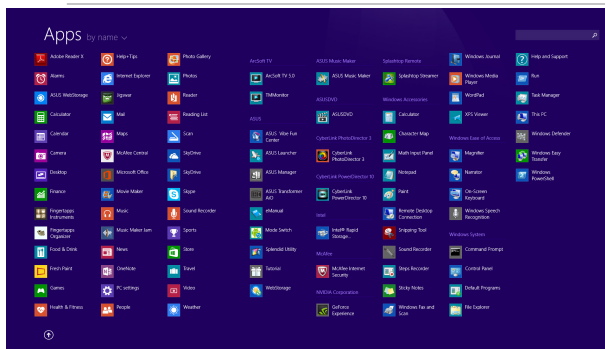 Apps by name
Adobe Reader X
Alarms
ASUS WebStorage
Calculator
Calendar
Camera
Desktop
Finance
Fingertapps Instruments
Fingertapps Organizer
Food & Drink
Fresh Paint
Games
Health & Fitness
Help+Tips
Internet Explorer
Jigswar
Mail
Maps
McAfee Central
Microsoft Office
Movie Maker
Music
Music Maker Jam
News
OneNote
PC settings
People
Photo Gallery
Photos
Reader
Reading List
Scan
SkyDrive
SkyDrive
Skype
Sound Recorder
Sports
Store
Travel
Video
Weather
ArcSoft TV
ArcSoft TV 5.0
TMMonitor
ASUS
ASUS Vibe Fun
Center
ASUS Launcher
ASUS Manager
ASUS Transformer
AIO
eManual
Mode Switch
Splendid Utility
Tutorial
WebStorage
ASUS Music Maker
ASUS Music Maker
ASUSDVD
ASUSDVD
CyberLink PhotoDirector 3
CyberLink
PhotoDirector 3
CyberLink PowerDirector 10
CyberLink
PowerDirector 10
Intel
Intel® Rapid
Storage...
McAfee
McAfee Internet
Security
NVIDIA Corporation
GeForce
Experience
Splashtop Remote
Splashtop Streamer
Windows Accessories
Calculator
Character Map
Math Input Panel
Notepad
Paint
Remote Desktop
Connection
Snipping Tool
Sound Recorder
Steps Recorder
Sticky Notes
Windows Fax and
Scan
Windows Journal
Windows Media
Player
WordPad
XPS Viewer
Windows Ease of Access
Magnifier
Narrator
On-Screen
Keyboard
Windows Speech
Recognition
Windows System
Command Prompt
Control Panel
Default Programs
File Explorer
Help and Support
Run
Task Manager
This PC
Windows Defender
Windows Easy
Transfer
Windows
PowerShell